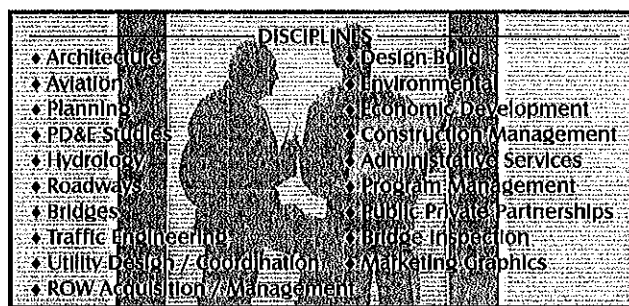 DISCIPLINES
♦ Architecture
♦ Aviation
♦ Planning
♦ PD&E Studies
♦ Hydrology
♦ Roadways
♦ Bridges
♦ Traffic Engineering
♦ Utility Design / Coordination
♦ ROW Acquisition / Management
♦ Design-Build
♦ Environmental
♦ Economic Development
♦ Construction Management
♦ Administrative Services
♦ Program Management
♦ Public Private Partnerships
♦ Bridge Inspection
♦ Marketing Graphics